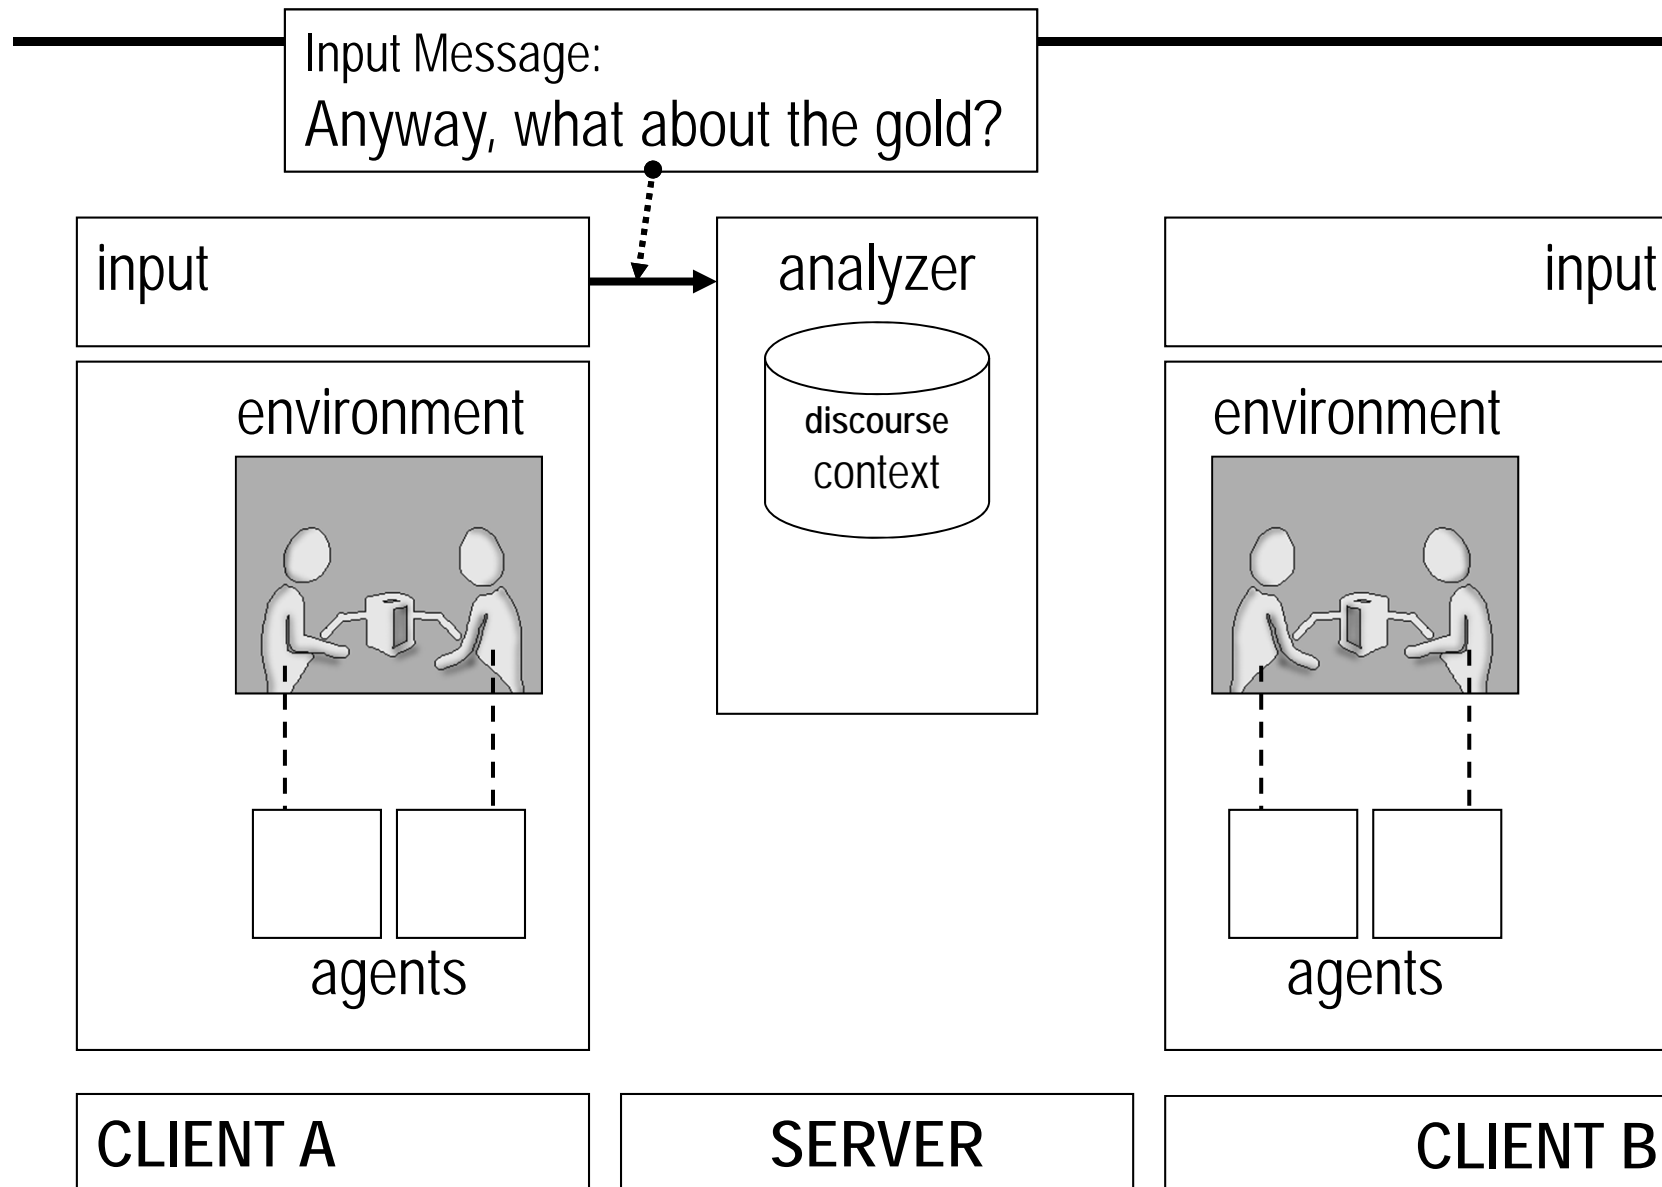 Input Message:
Anyway, what about the gold?
input
analyzer
input
discourse
context
environment
environment
agents
agents
CLIENT A
SERVER
CLIENT B